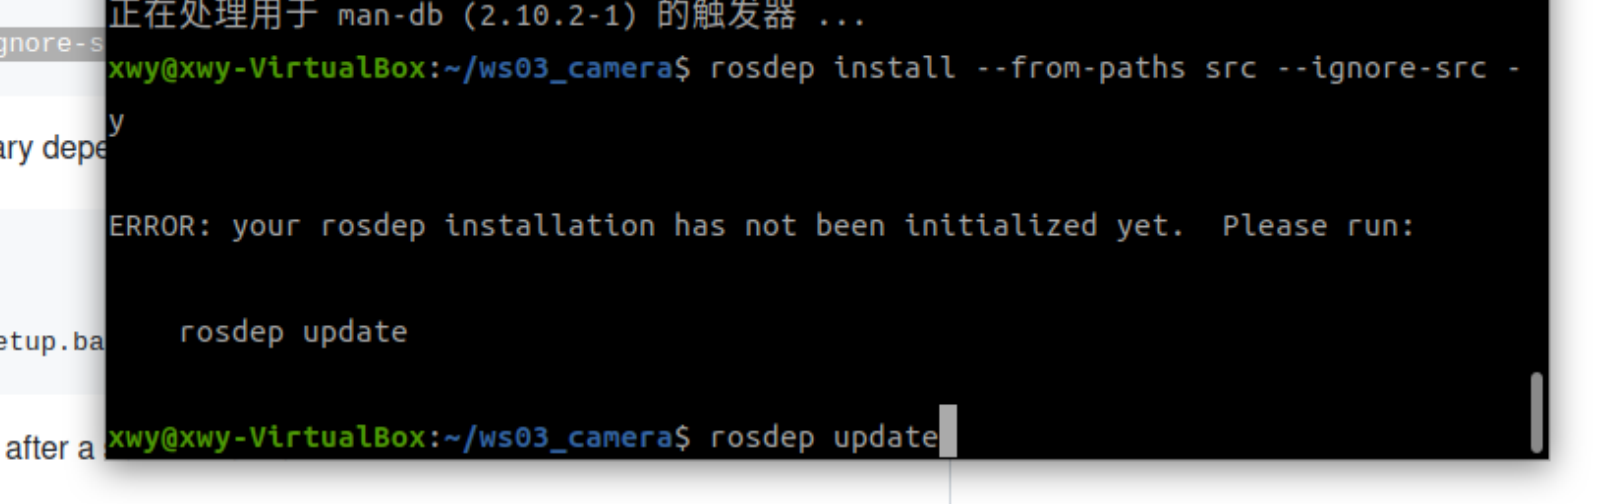 正在处理用于 man-db (2.10.2-1) 的触发器 ...
gnore-s
xwy@xwy-VirtualBox:~/ws03_camera$ rosdep install --from-paths src --ignore-src -
y
ary depe
ERROR: your rosdep installation has not been initialized yet.  Please run:
    rosdep update
etup.ba
xwy@xwy-VirtualBox:~/ws03_camera$ rosdep update
after a